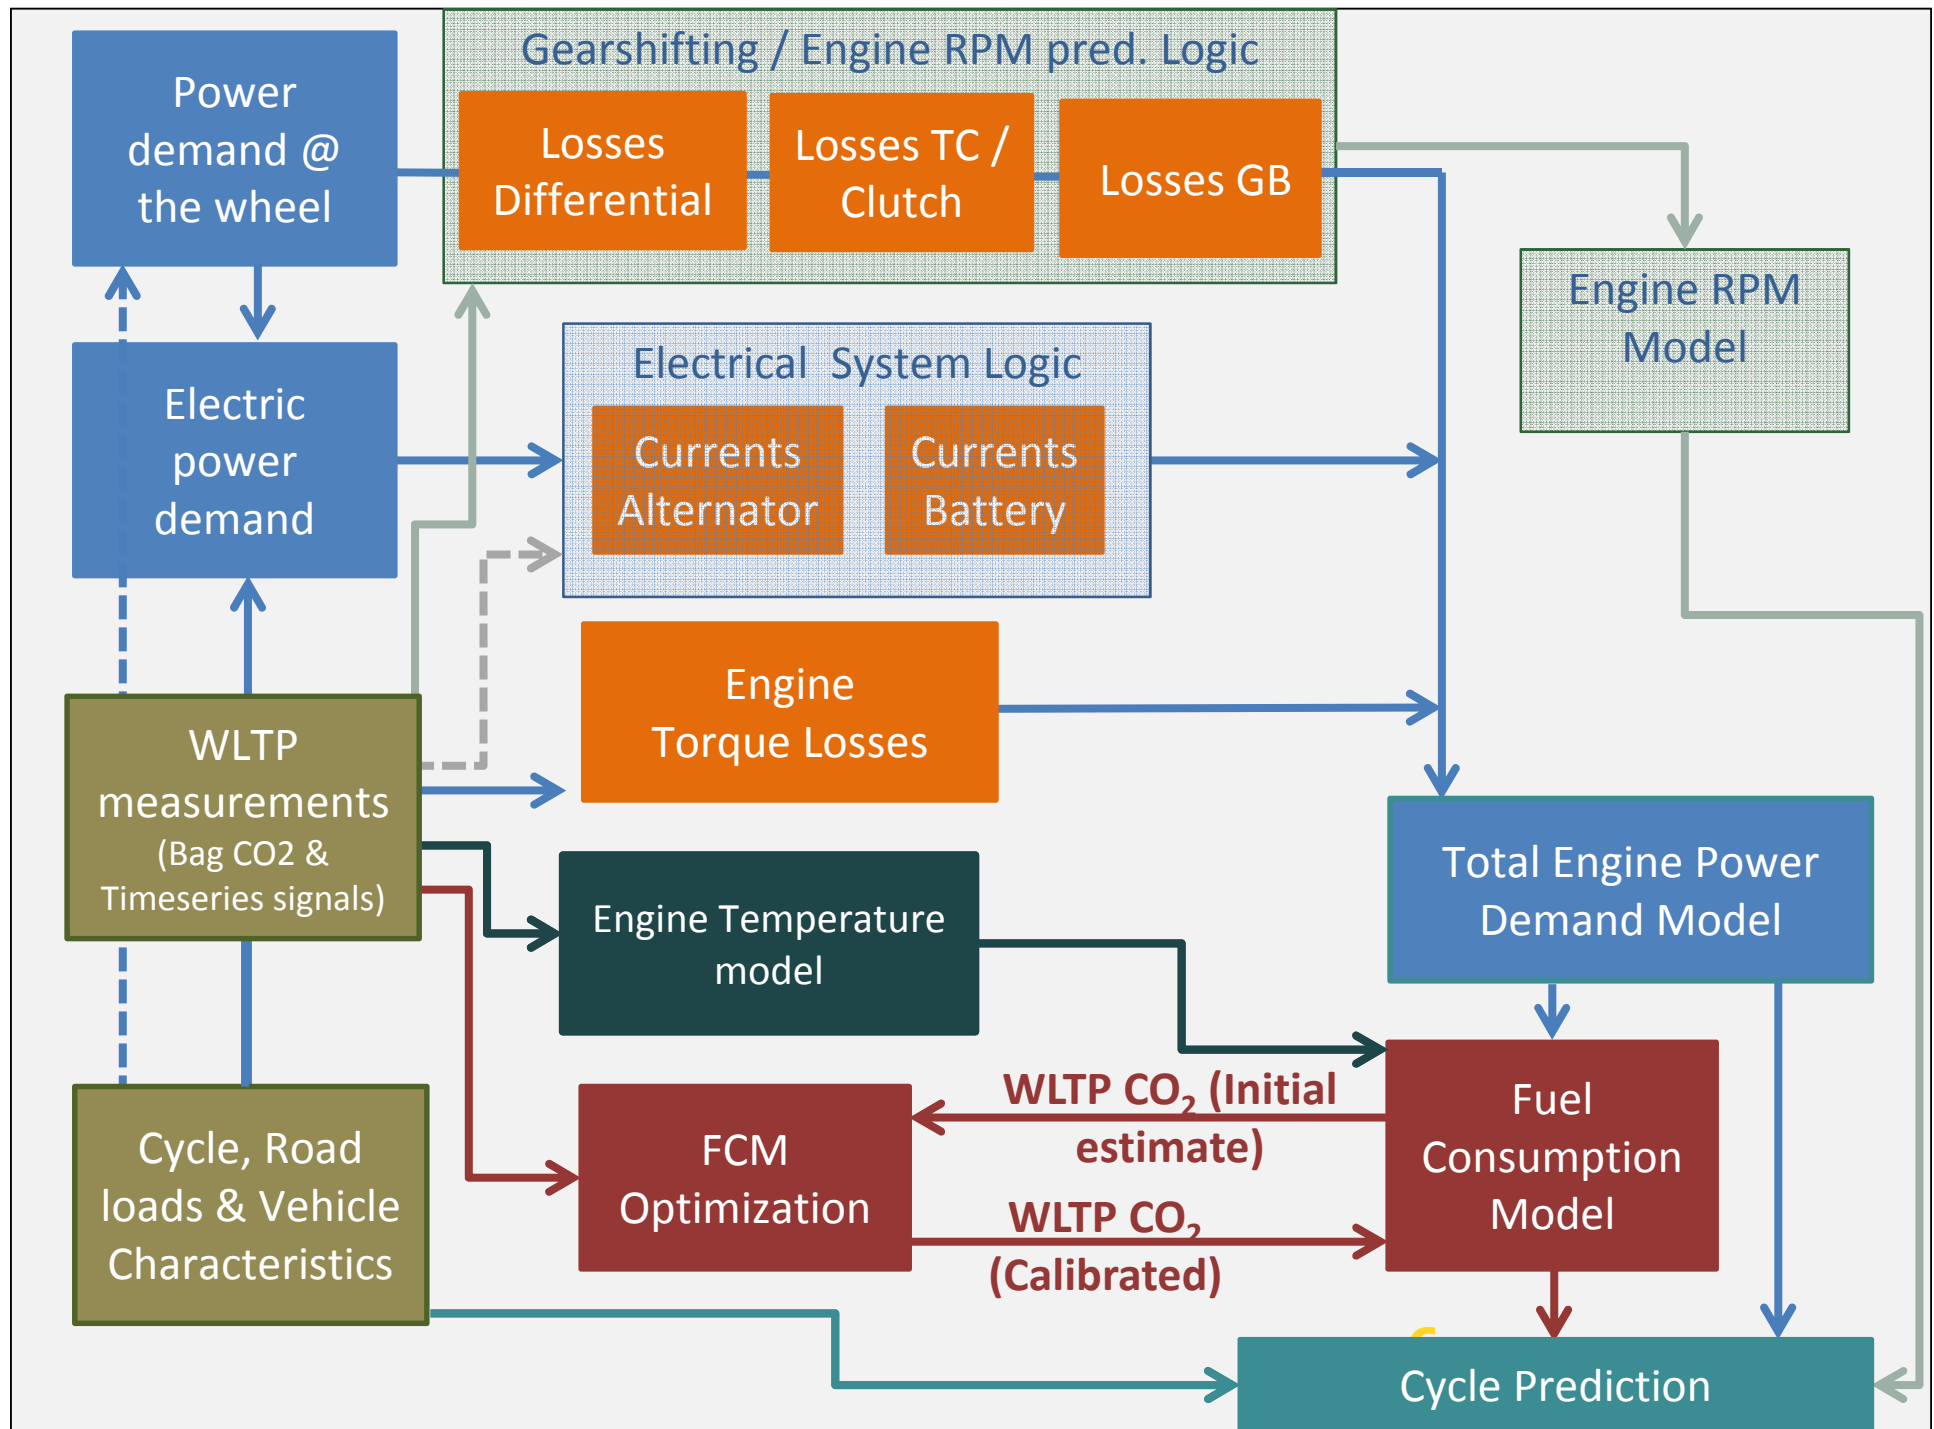 Power
demand @
the wheel
Gearshifting / Engine RPM pred. Logic
Losses
Differential
Losses TC /
Clutch
Losses GB
Engine RPM
Model
Electric
power
demand
Electrical System Logic
Currents
Alternator
Currents
Battery
Engine
Torque Losses
WLTP
measurements
(Bag CO2 &
Timeseries signals)
Engine Temperature
model
Total Engine Power
Demand Model
Cycle, Road
loads & Vehicle
Characteristics
FCM
Optimization
WLTP CO₂ (Initial
estimate)
WLTP CO₂
(Calibrated)
Fuel
Consumption
Model
Cycle Prediction